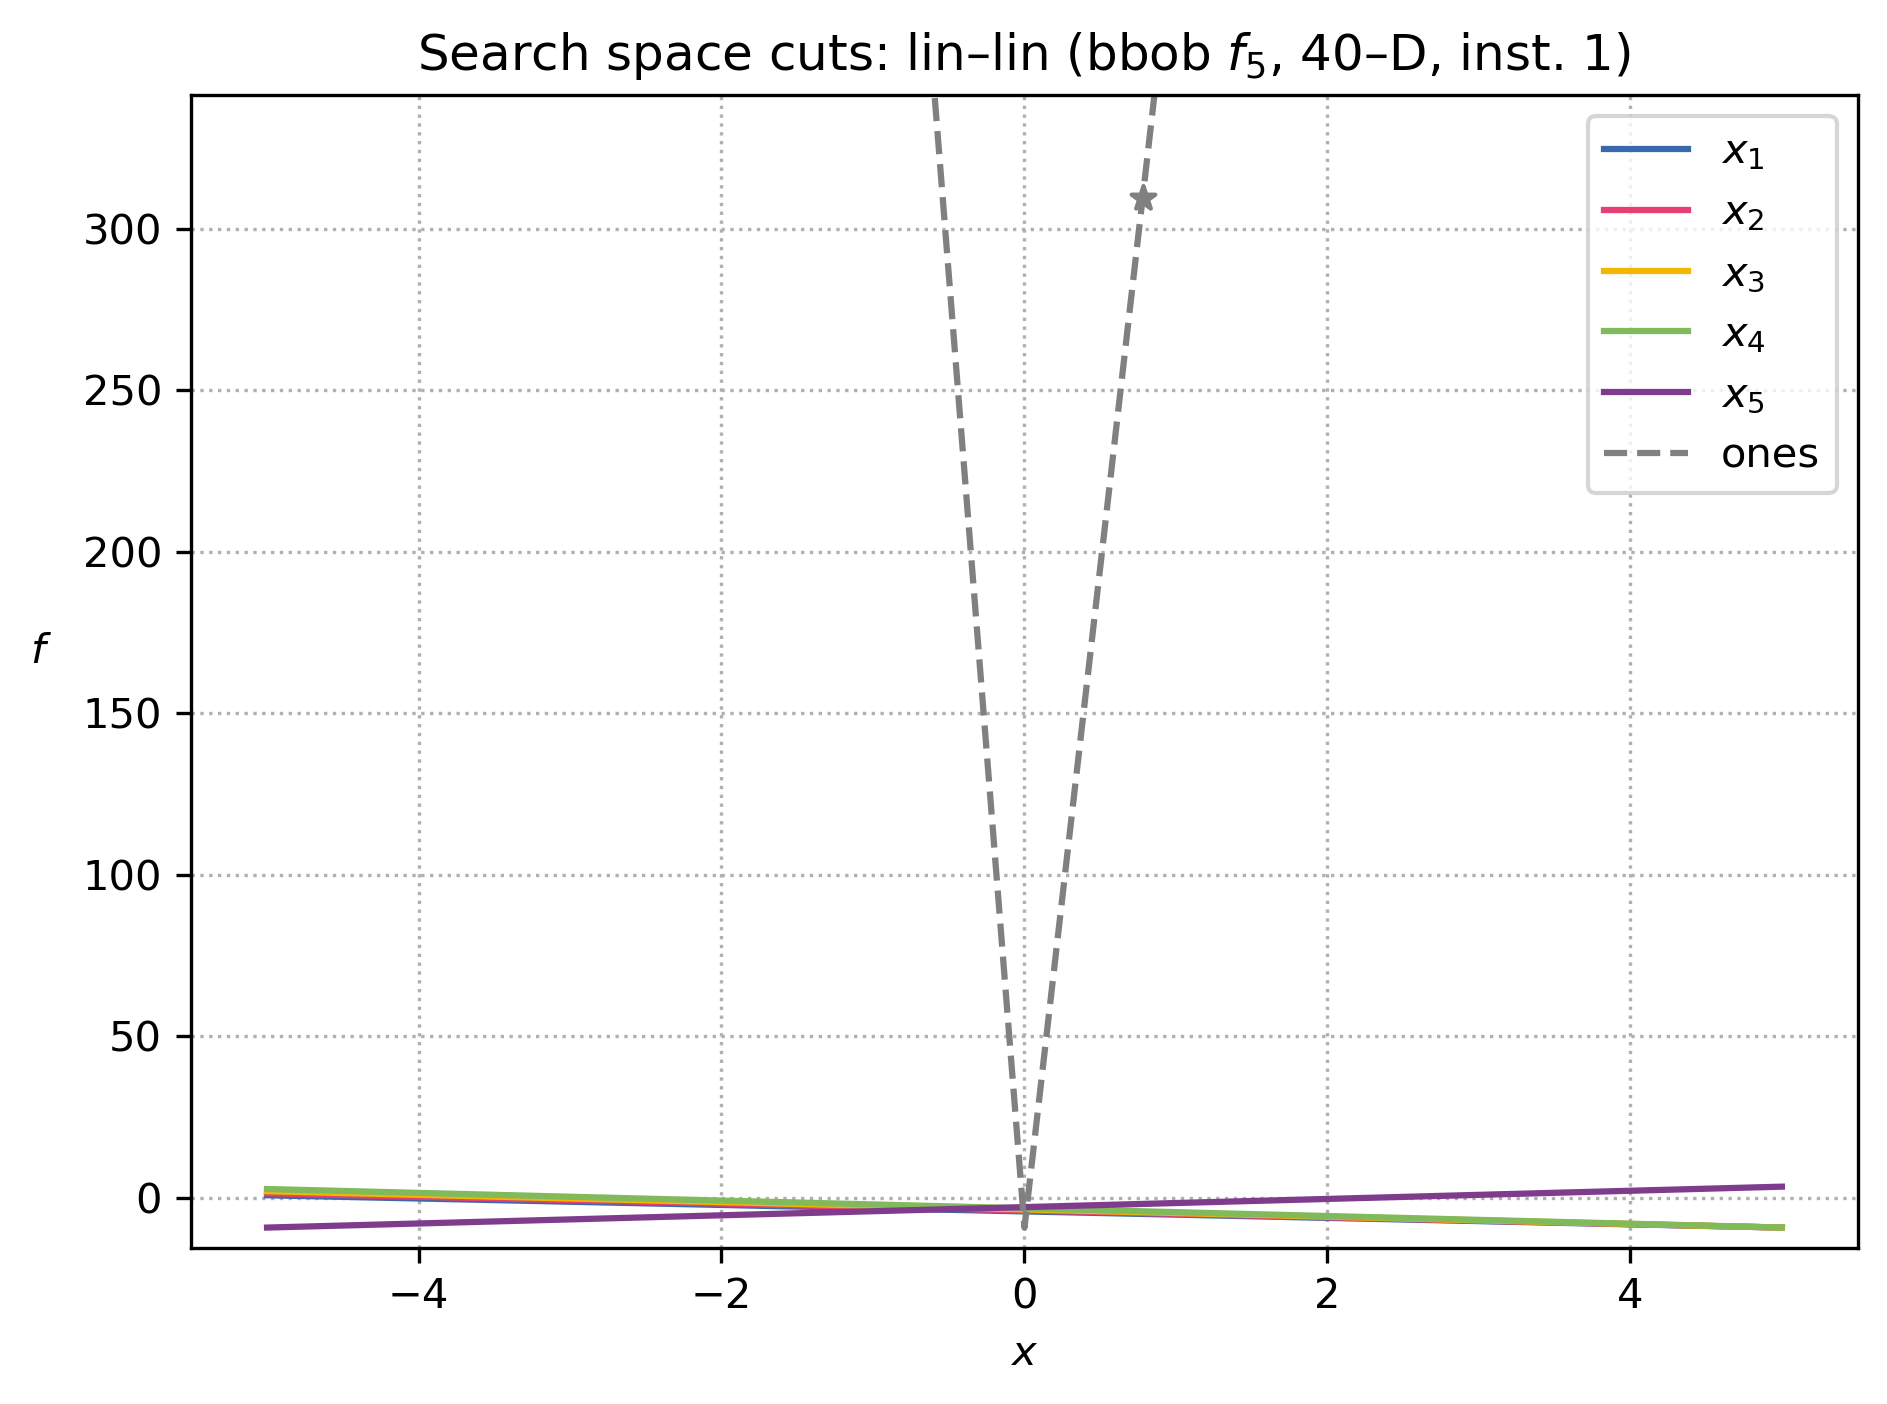 Search space cuts: lin–lin (bbob f₅, 40–D, inst. 1)
x₁
x₂
x₃
x₄
x₅
ones
300
250
200
150
100
50
0
f
−4 −2 0 2 4
x